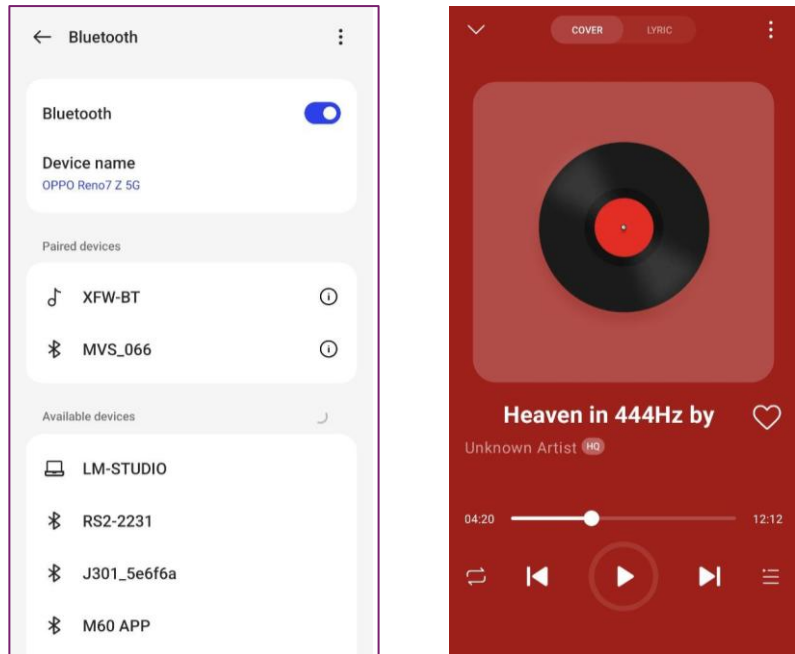 Bluetooth
Bluetooth
Device name
OPPO Reno7 Z 5G
Paired devices
XFW-BT
MVS_066
Available devices
LM-STUDIO
RS2-2231
J301_5e6f6a
M60 APP
COVER LYRIC
Heaven in 444Hz by
Unknown Artist HQ
04:20 12:12